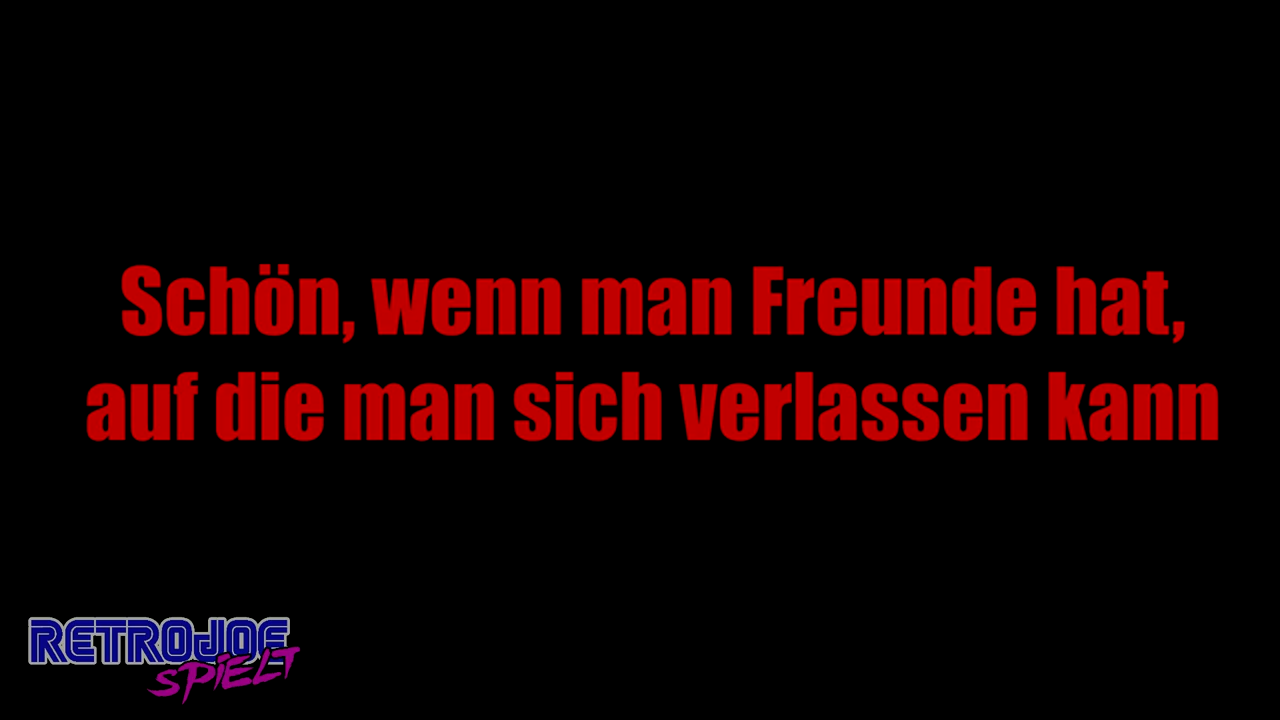 Schön, wenn man Freunde hat,
auf die man sich verlassen kann
RETROJOE
SPIELT